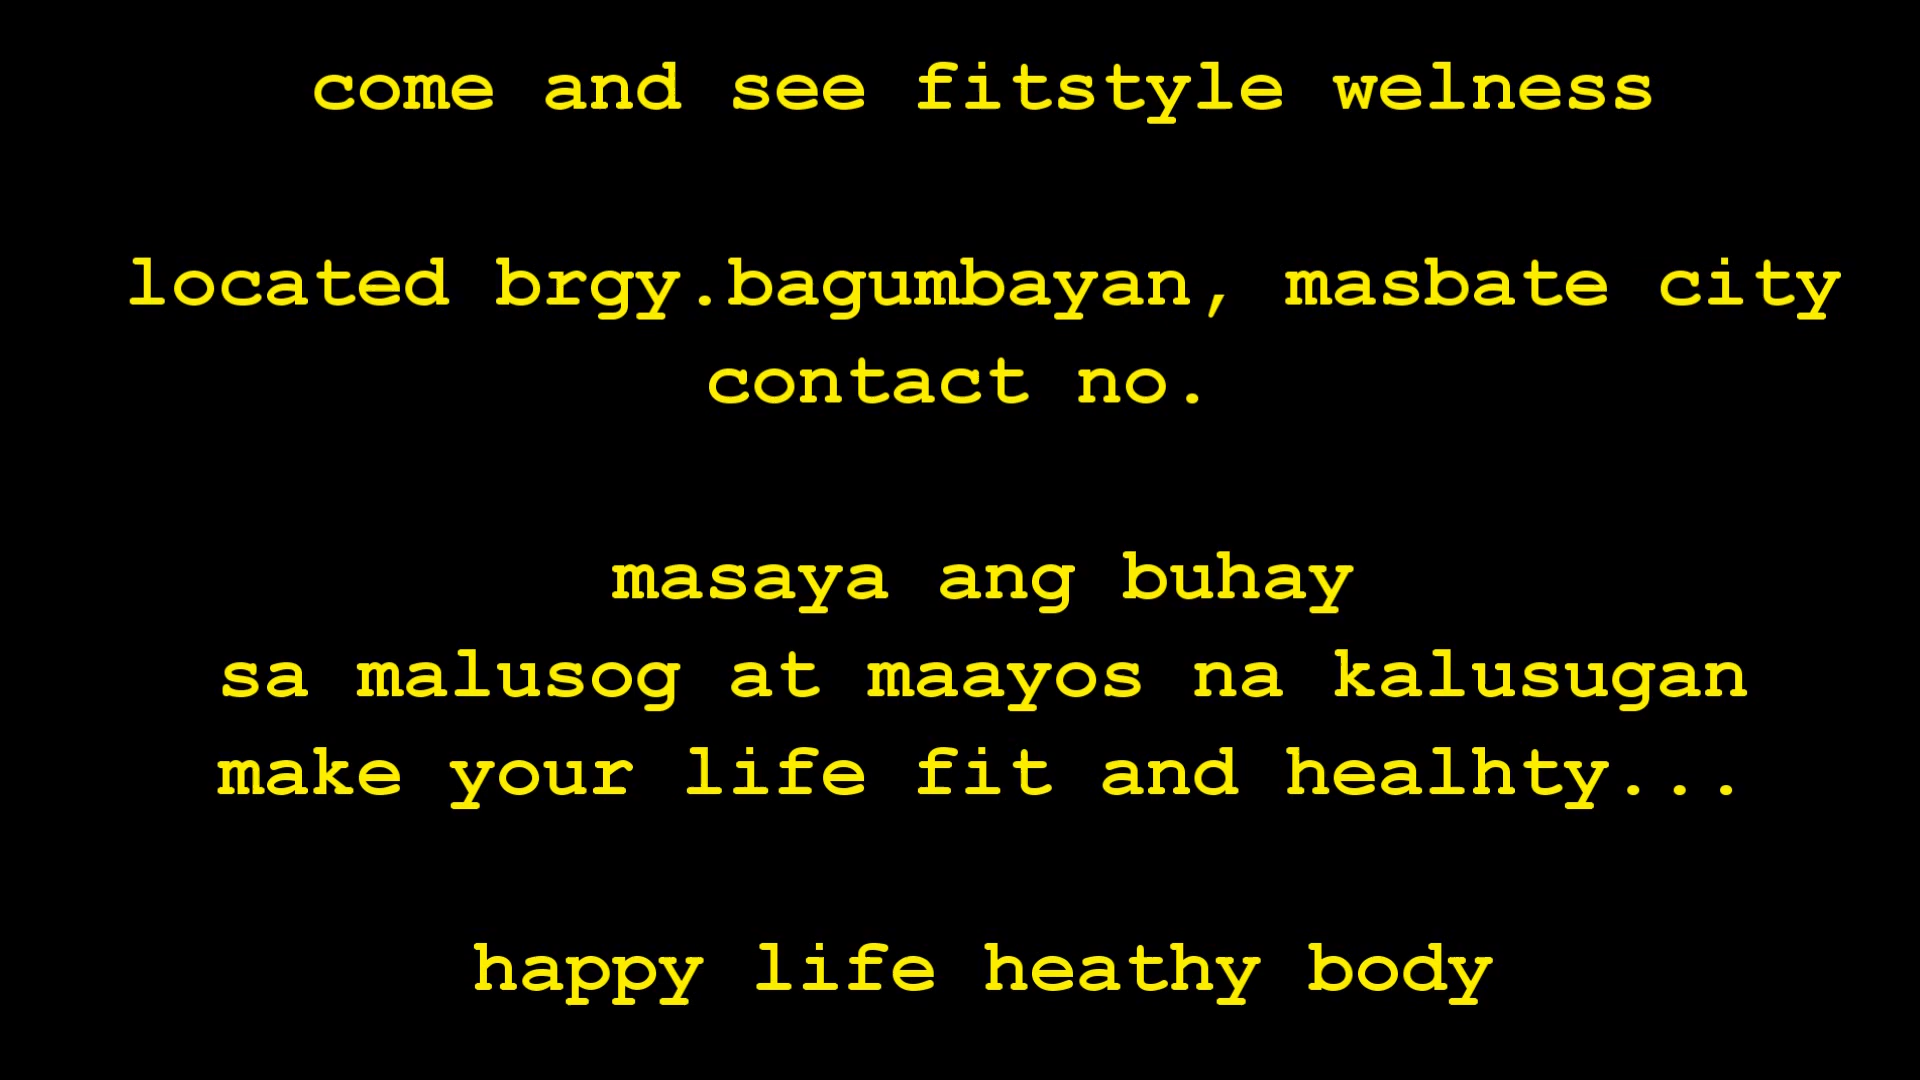 come and see fitstyle welness
located brgy.bagumbayan, masbate city
contact no.
masaya ang buhay
sa malusog at maayos na kalusugan
make your life fit and healhty...
happy life heathy body